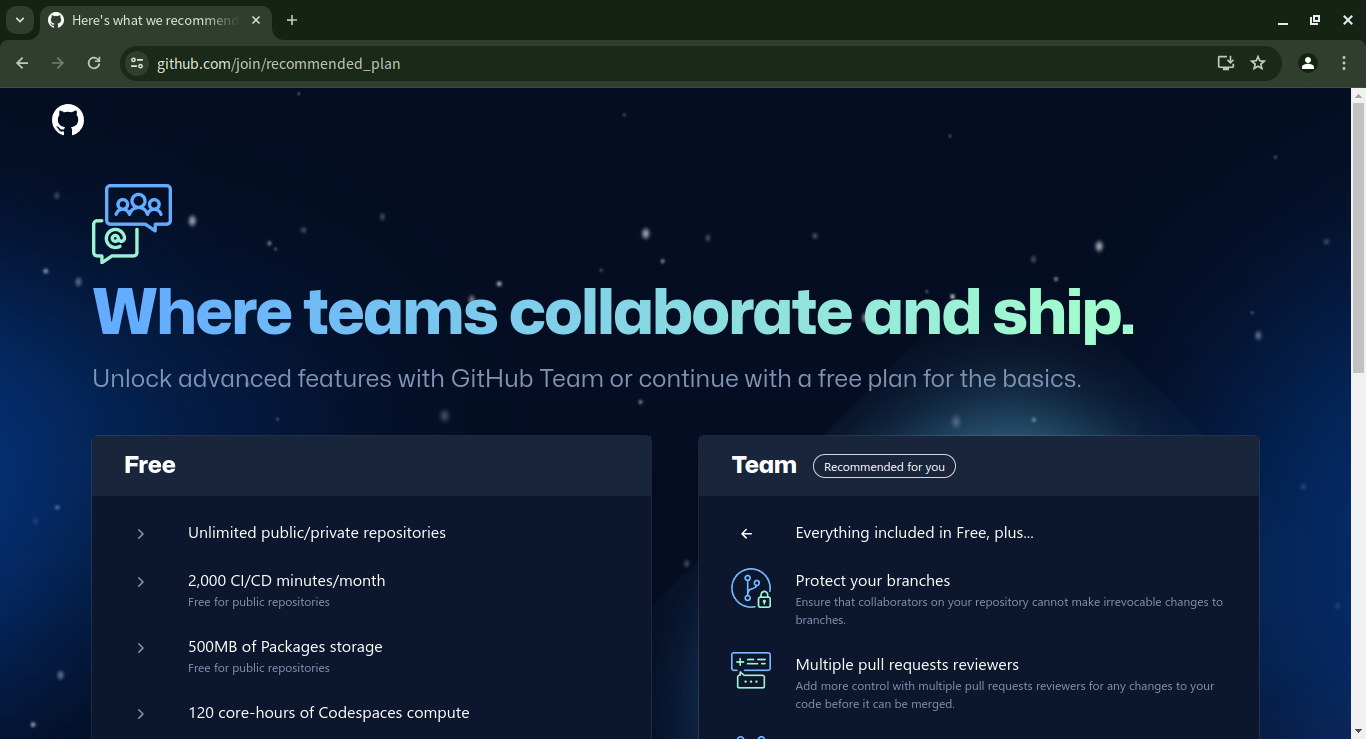 Here's what we recommend
github.com/join/recommended_plan
Where teams collaborate and ship.
Unlock advanced features with GitHub Team or continue with a free plan for the basics.
Free
Unlimited public/private repositories
2,000 CI/CD minutes/month
Free for public repositories
500MB of Packages storage
Free for public repositories
120 core-hours of Codespaces compute
Team
Recommended for you
Everything included in Free, plus...
Protect your branches
Ensure that collaborators on your repository cannot make irrevocable changes to
branches.
Multiple pull requests reviewers
Add more control with multiple pull requests reviewers for any changes to your
code before it can be merged.